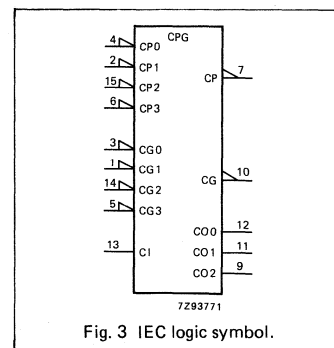 CPG
4 CP0
2 CP1
15 CP2
6 CP3
CP 7
3 CG0
1 CG1
14 CG2
5 CG3
CG 10
13 CI
CO0 12
CO1 11
CO2 9
7Z93771
Fig. 3 IEC logic symbol.